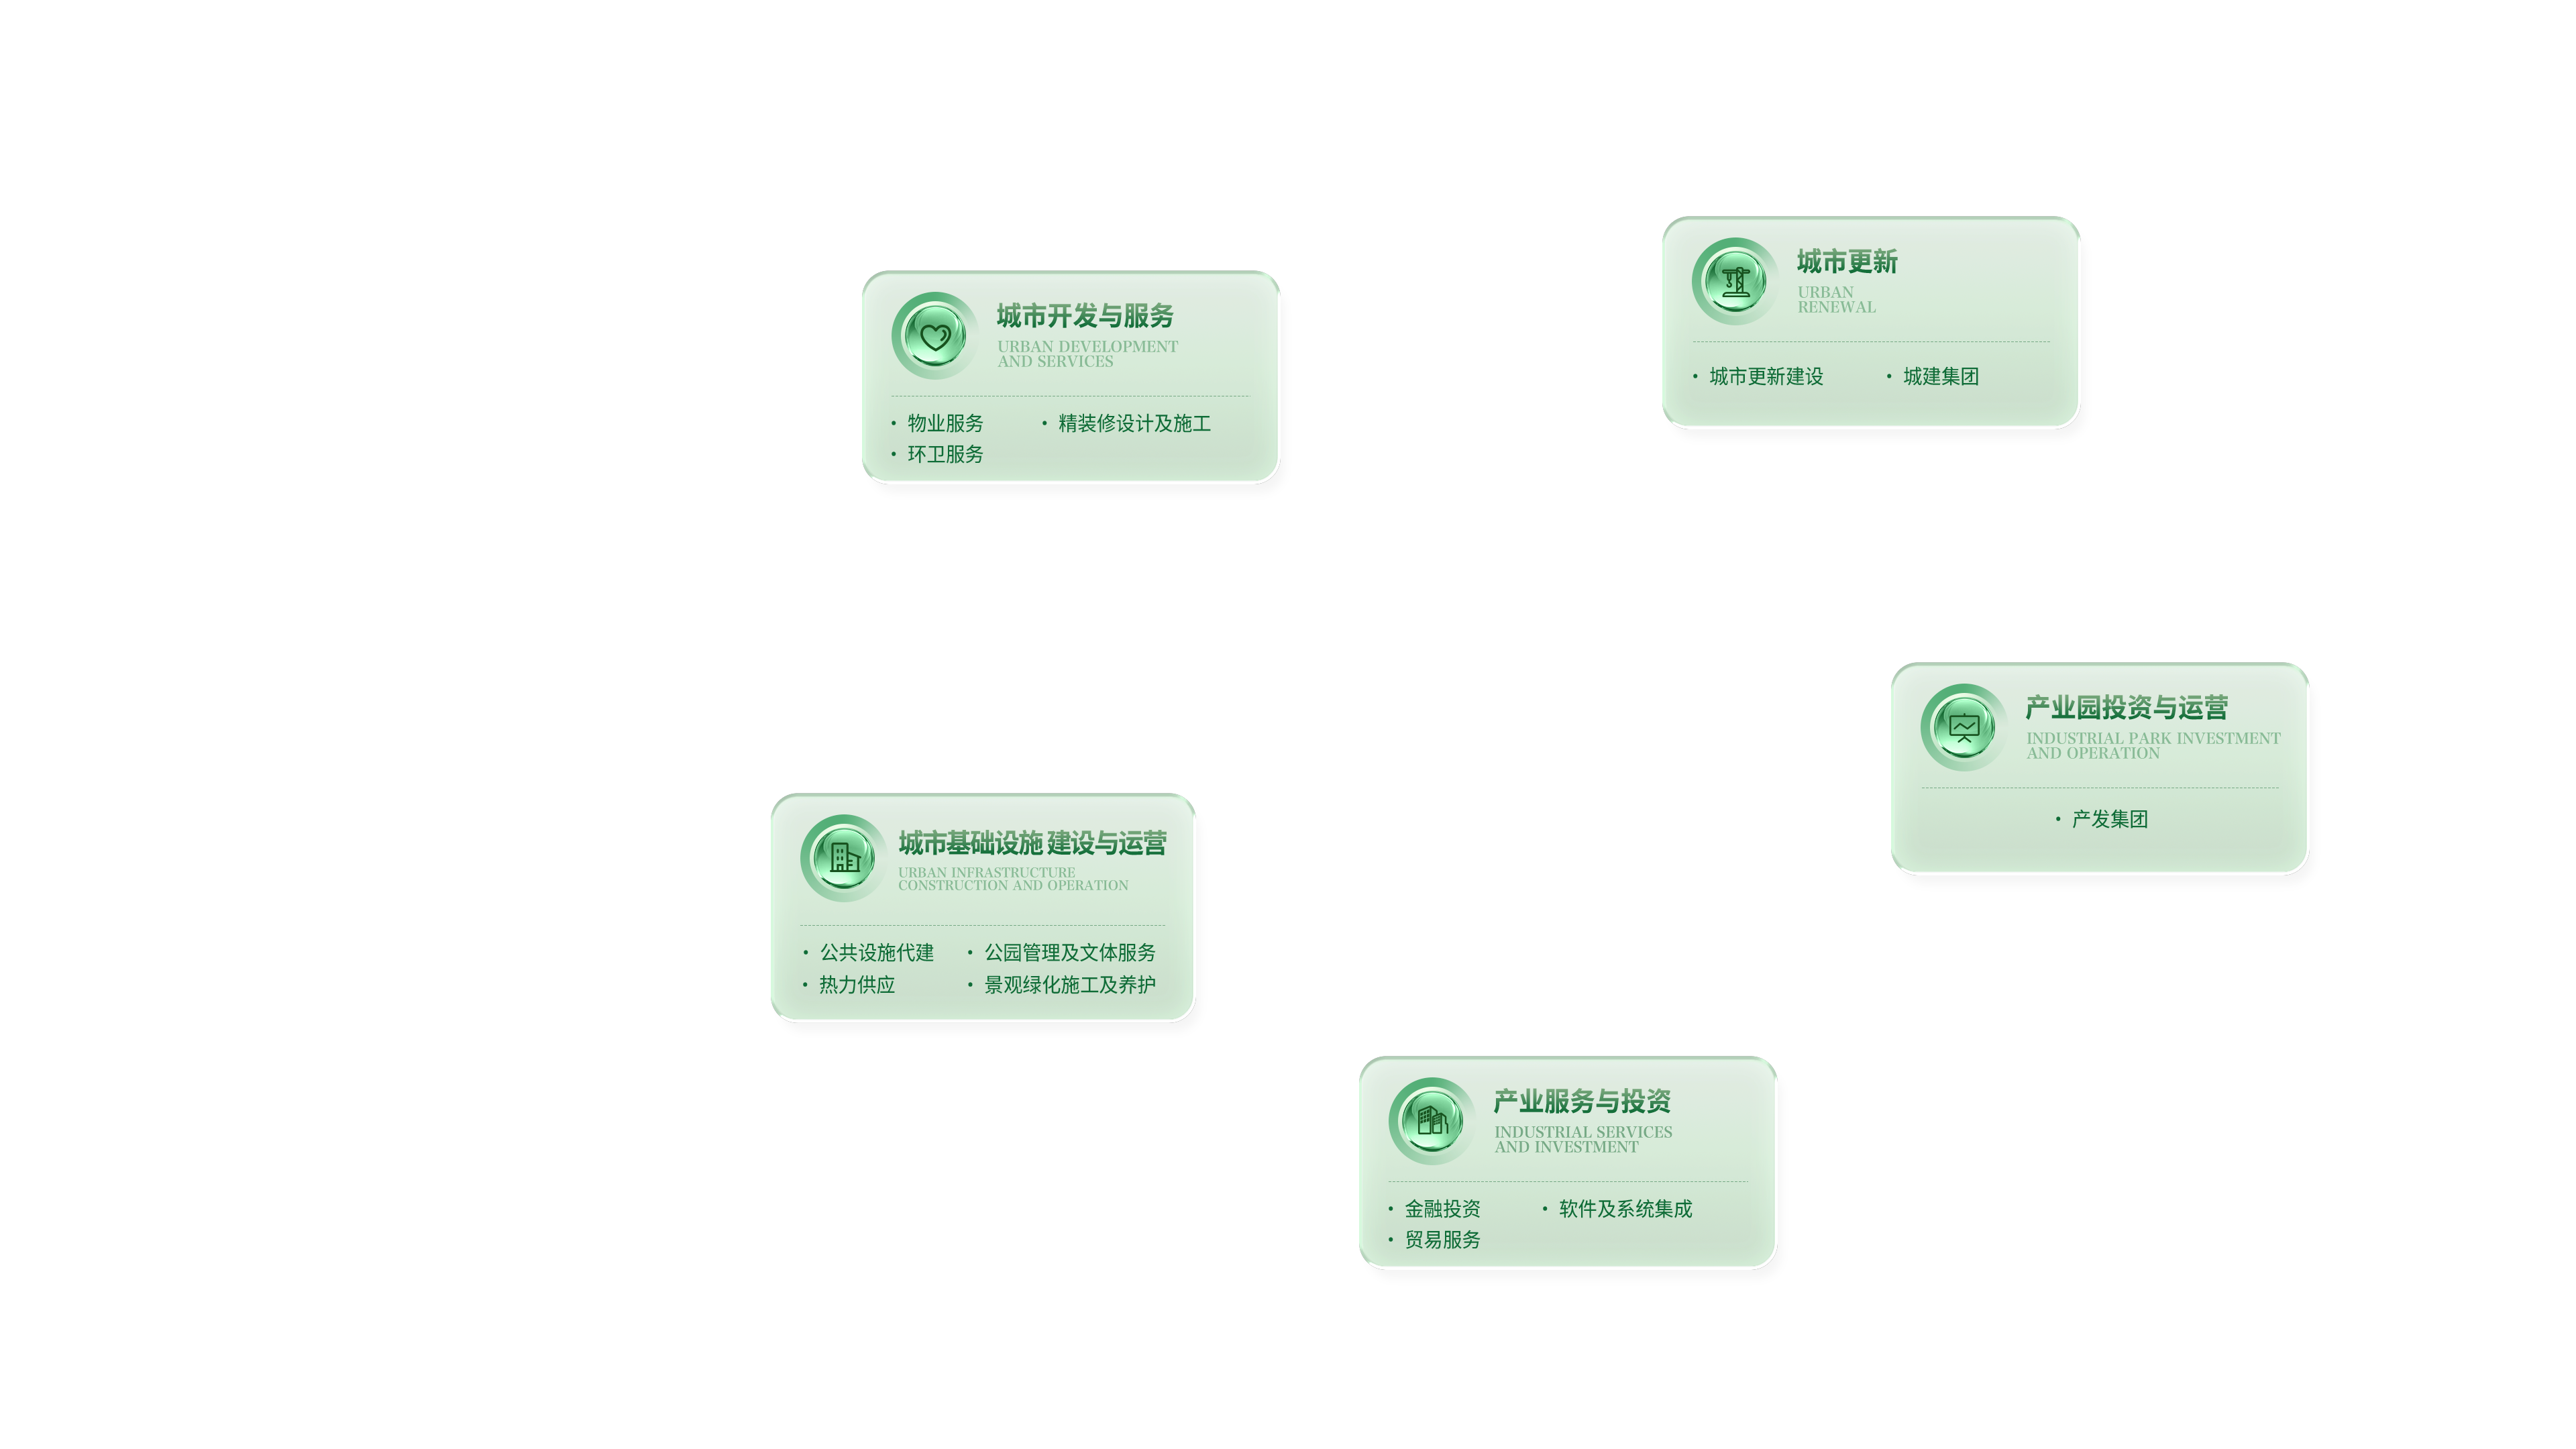 城市更新
URBAN
RENEWAL
• 城市更新建设
• 城建集团
城市开发与服务
URBAN DEVELOPMENT
AND SERVICES
• 物业服务
• 精装修设计及施工
• 环卫服务
产业园投资与运营
INDUSTRIAL PARK INVESTMENT
AND OPERATION
• 产发集团
城市基础设施 建设与运营
URBAN INFRASTRUCTURE
CONSTRUCTION AND OPERATION
• 公共设施代建
• 公园管理及文体服务
• 热力供应
• 景观绿化施工及养护
产业服务与投资
INDUSTRIAL SERVICES
AND INVESTMENT
• 金融投资
• 软件及系统集成
• 贸易服务